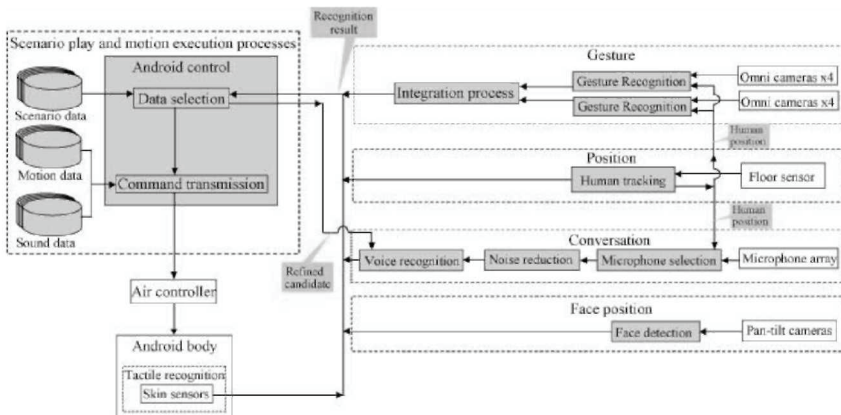 Recognition
result
Scenario play and motion execution processes
Android control
Data selection
Scenario data
Motion data
Command transmission
Sound data
Refined
candidate
Air controller
Android body
Tactile recognition
Skin sensors
Gesture
Integration process
Gesture Recognition
Omni cameras x4
Gesture Recognition
Omni cameras x4
Human
position
Position
Human tracking
Floor sensor
Human
position
Conversation
Voice recognition
Noise reduction
Microphone selection
Microphone array
Face position
Face detection
Pan-tilt cameras